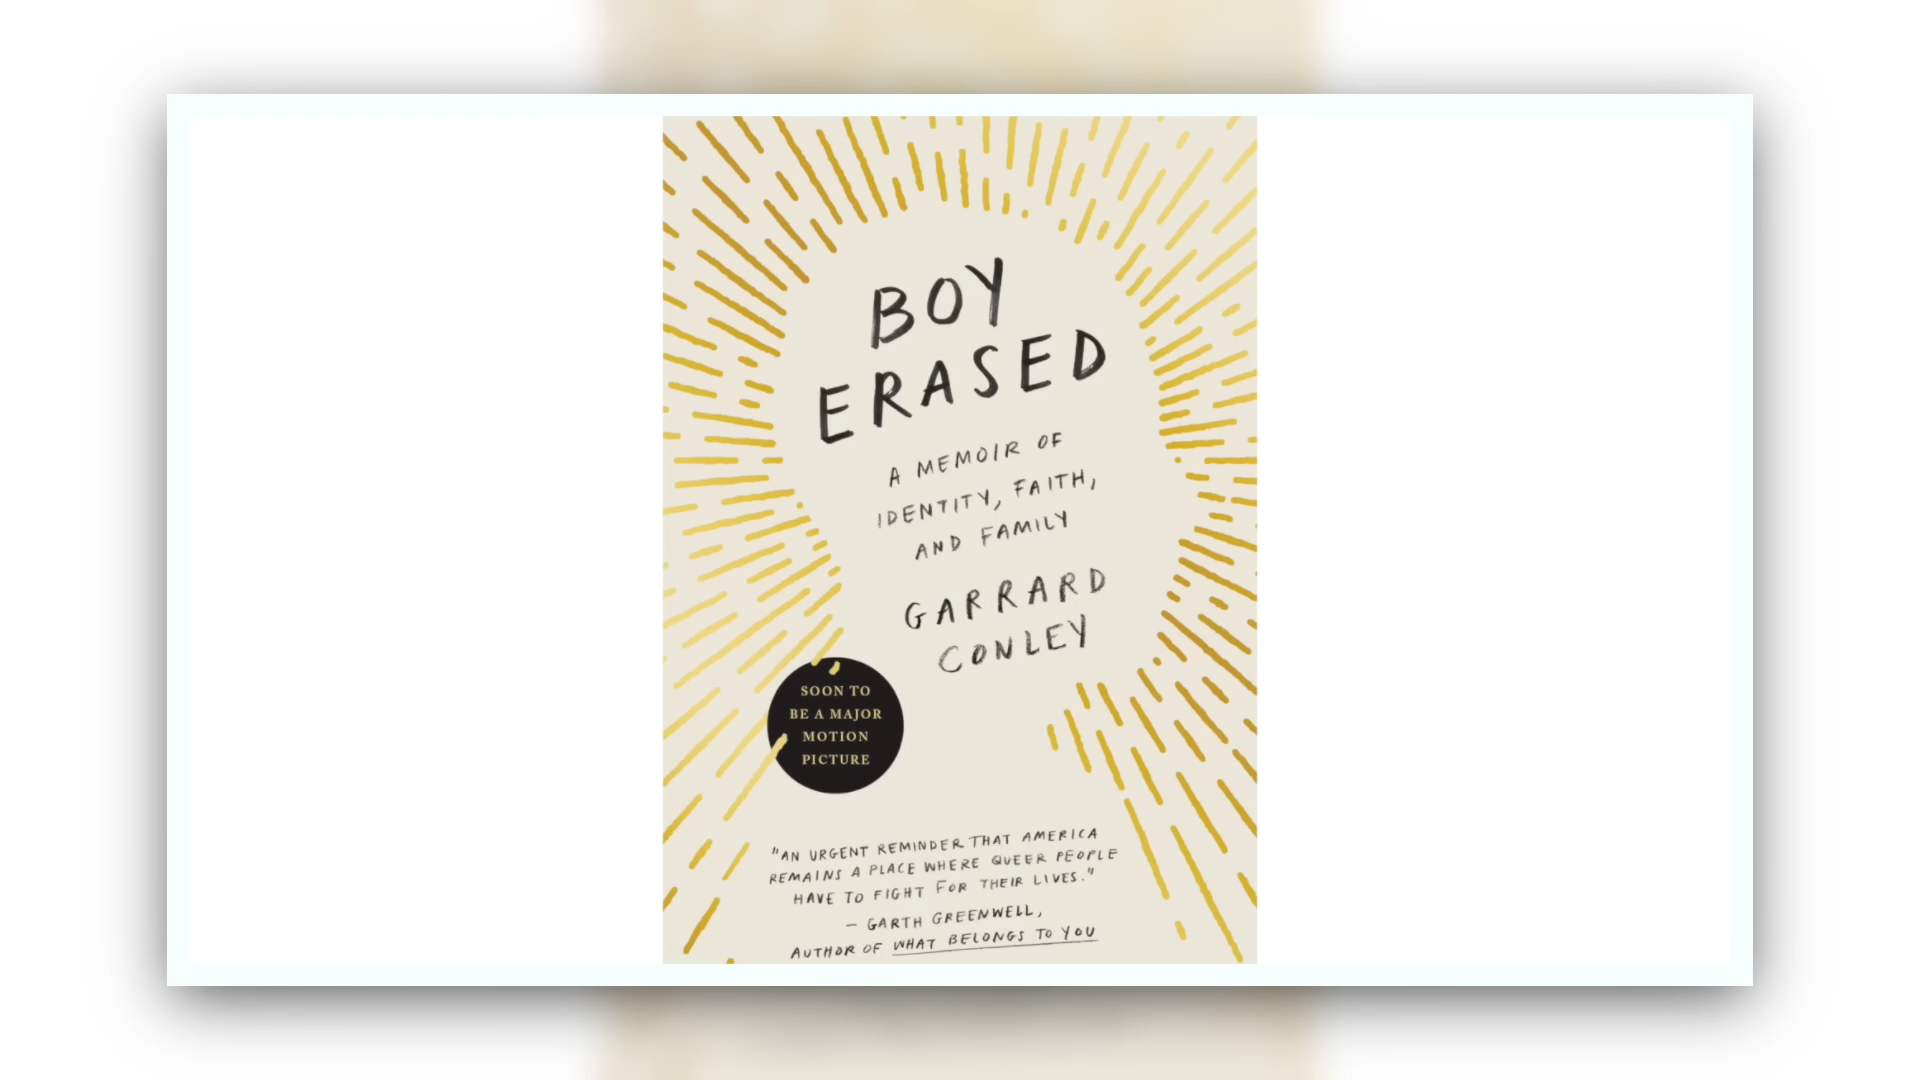 BOY
ERASED
A MEMOIR OF
IDENTITY, FAITH,
AND FAMILY
GARRARD
CONLEY
SOON TO
BE A MAJOR
MOTION
PICTURE
"AN URGENT REMINDER THAT AMERICA
REMAINS A PLACE WHERE QUEER PEOPLE
HAVE TO FIGHT FOR THEIR LIVES."
— GARTH GREENWELL,
AUTHOR OF WHAT BELONGS TO YOU